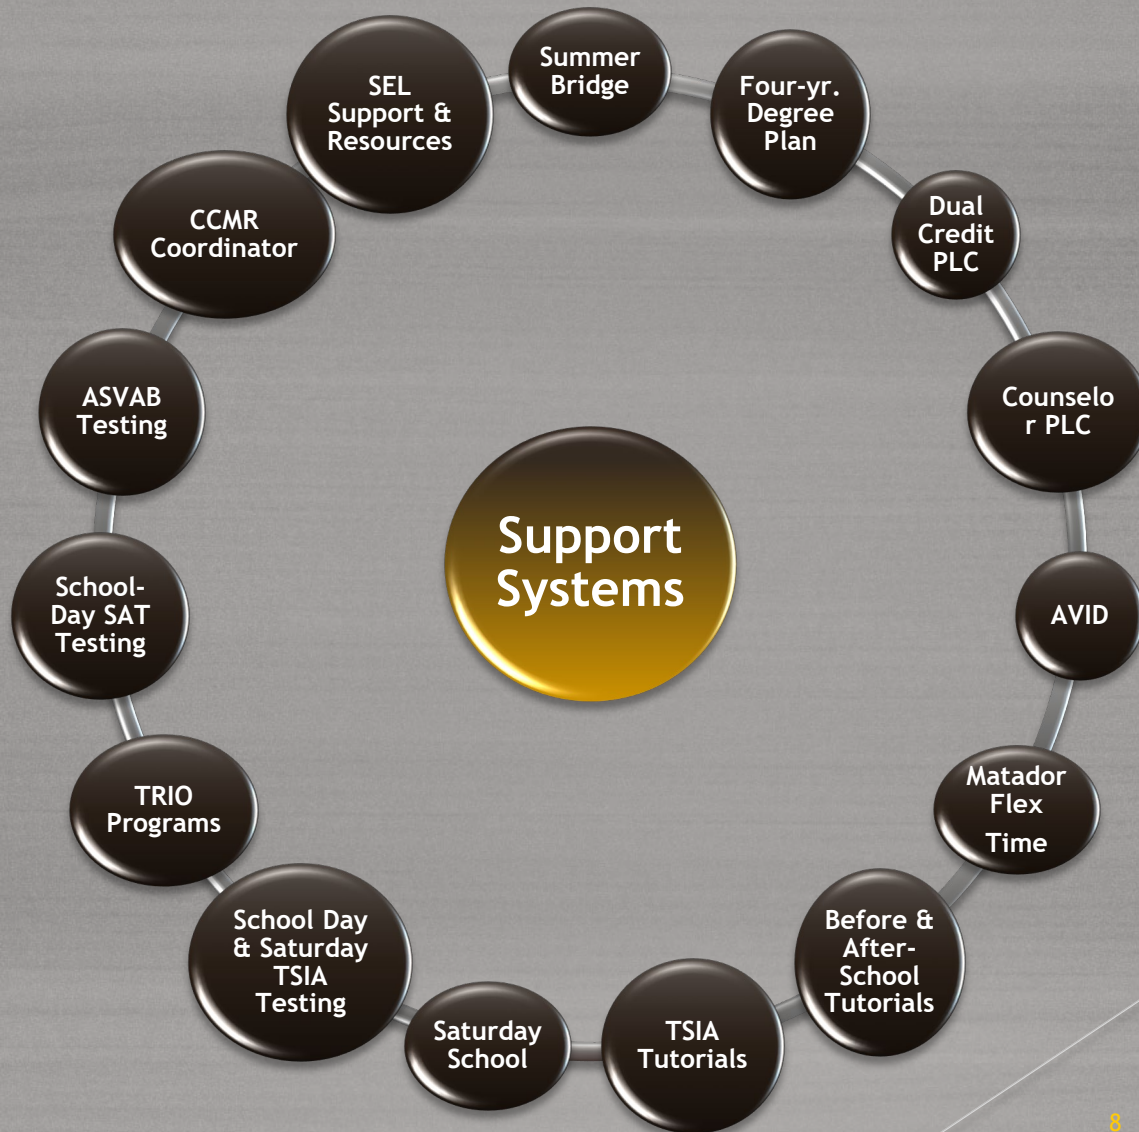 Summer
Bridge
Four-yr.
Degree
Plan
Dual
Credit
PLC
Counselo
r PLC
AVID
Matador
Flex
Time
Before &
After-
School
Tutorials
TSIA
Tutorials
Saturday
School
School Day
& Saturday
TSIA
Testing
TRIO
Programs
School-
Day SAT
Testing
ASVAB
Testing
CCMR
Coordinator
SEL
Support &
Resources
Support
Systems
8